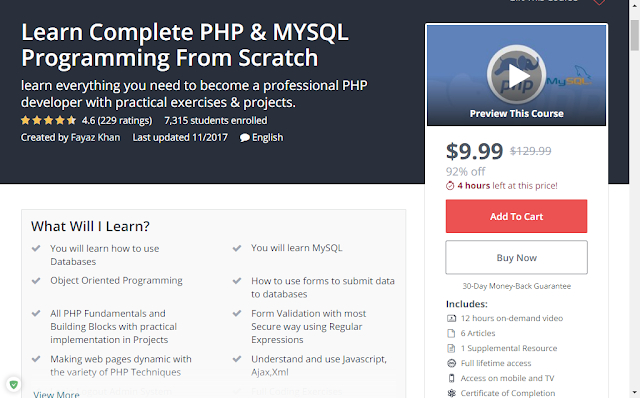 Learn Complete PHP & MYSQL
Programming From Scratch
learn everything you need to become a professional PHP
developer with practical exercises & projects.
4.6 (229 ratings) 7,315 students enrolled
Created by Fayaz Khan Last updated 11/2017 English
php MySQL
Preview This Course
$9.99 $129.99
92% off
4 hours left at this price!
Add To Cart
Buy Now
30-Day Money-Back Guarantee
Includes:
12 hours on-demand video
6 Articles
1 Supplemental Resource
Full lifetime access
Access on mobile and TV
Certificate of Completion
What Will I Learn?
You will learn how to use
Databases
Object Oriented Programming
All PHP Fundamentals and
Building Blocks with practical
implementation in Projects
Making web pages dynamic with
the variety of PHP Techniques
You will learn MySQL
How to use forms to submit data
to databases
Form Validation with most
Secure way using Regular
Expressions
Understand and use Javascript,
Ajax,Xml
View More